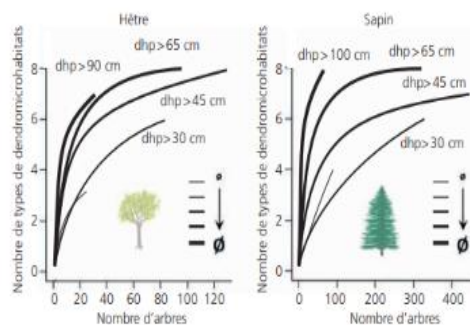 Hêtre
Nombre de types de dendromicrohabitats
8
6
4
2
0
dhp>65 cm
dhp>90 cm
dhp>45 cm
dhp>30 cm
ø
Ø
0 20 40 60 80 100 120
Nombre d'arbres
Sapin
Nombre de types de dendromicrohabitats
8
6
4
2
0
dhp>100 cm
dhp>65 cm
dhp>45 cm
dhp>30 cm
ø
Ø
0 100 200 300 400
Nombre d'arbres